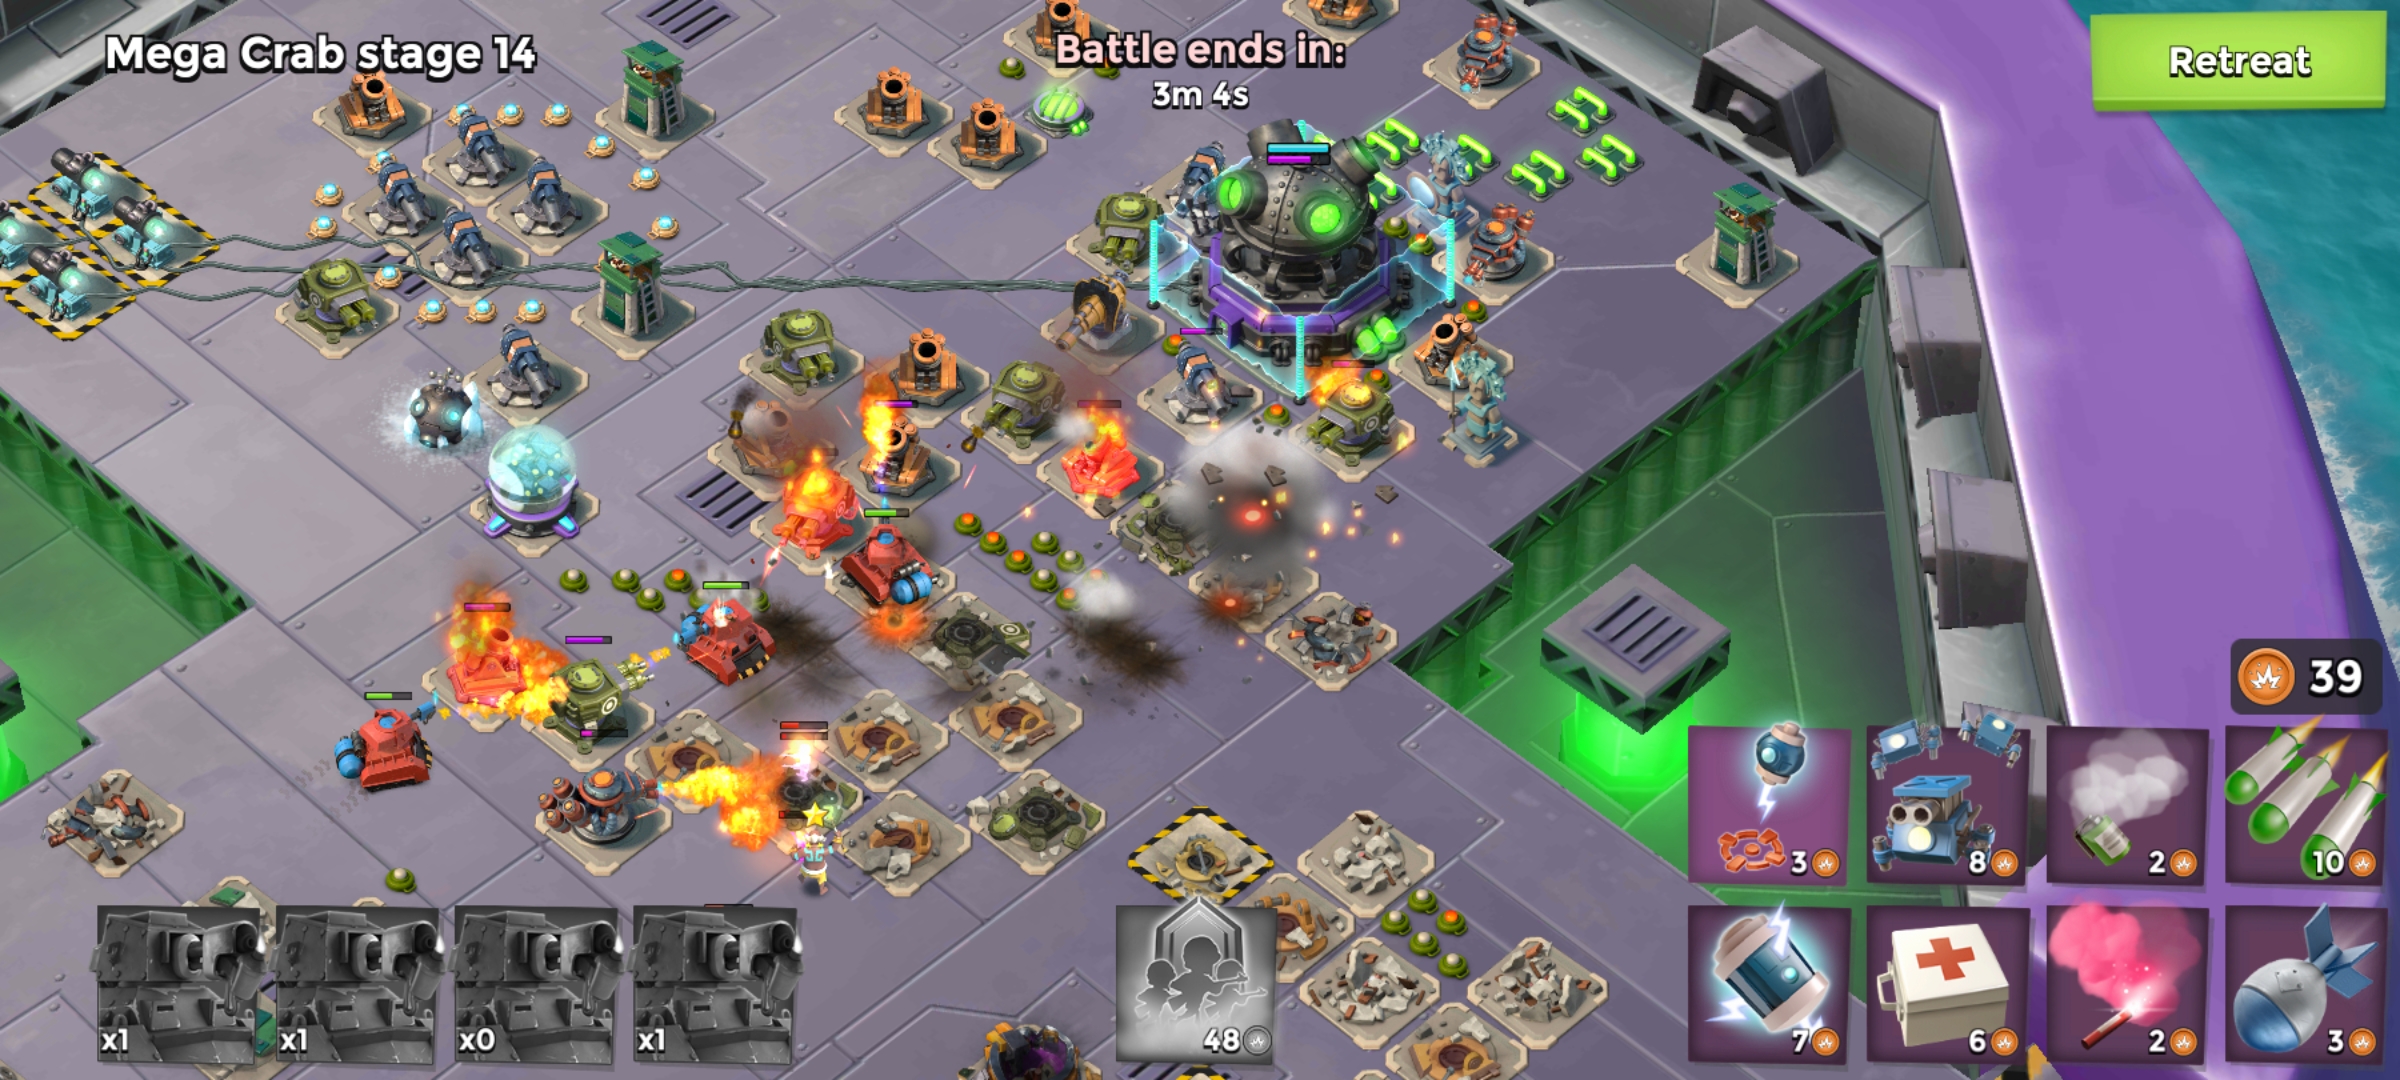 Mega Crab stage 14
Battle ends in:
3m 4s
Retreat
39
3
8
2
10
x1
x1
x0
x1
48
7
6
2
3